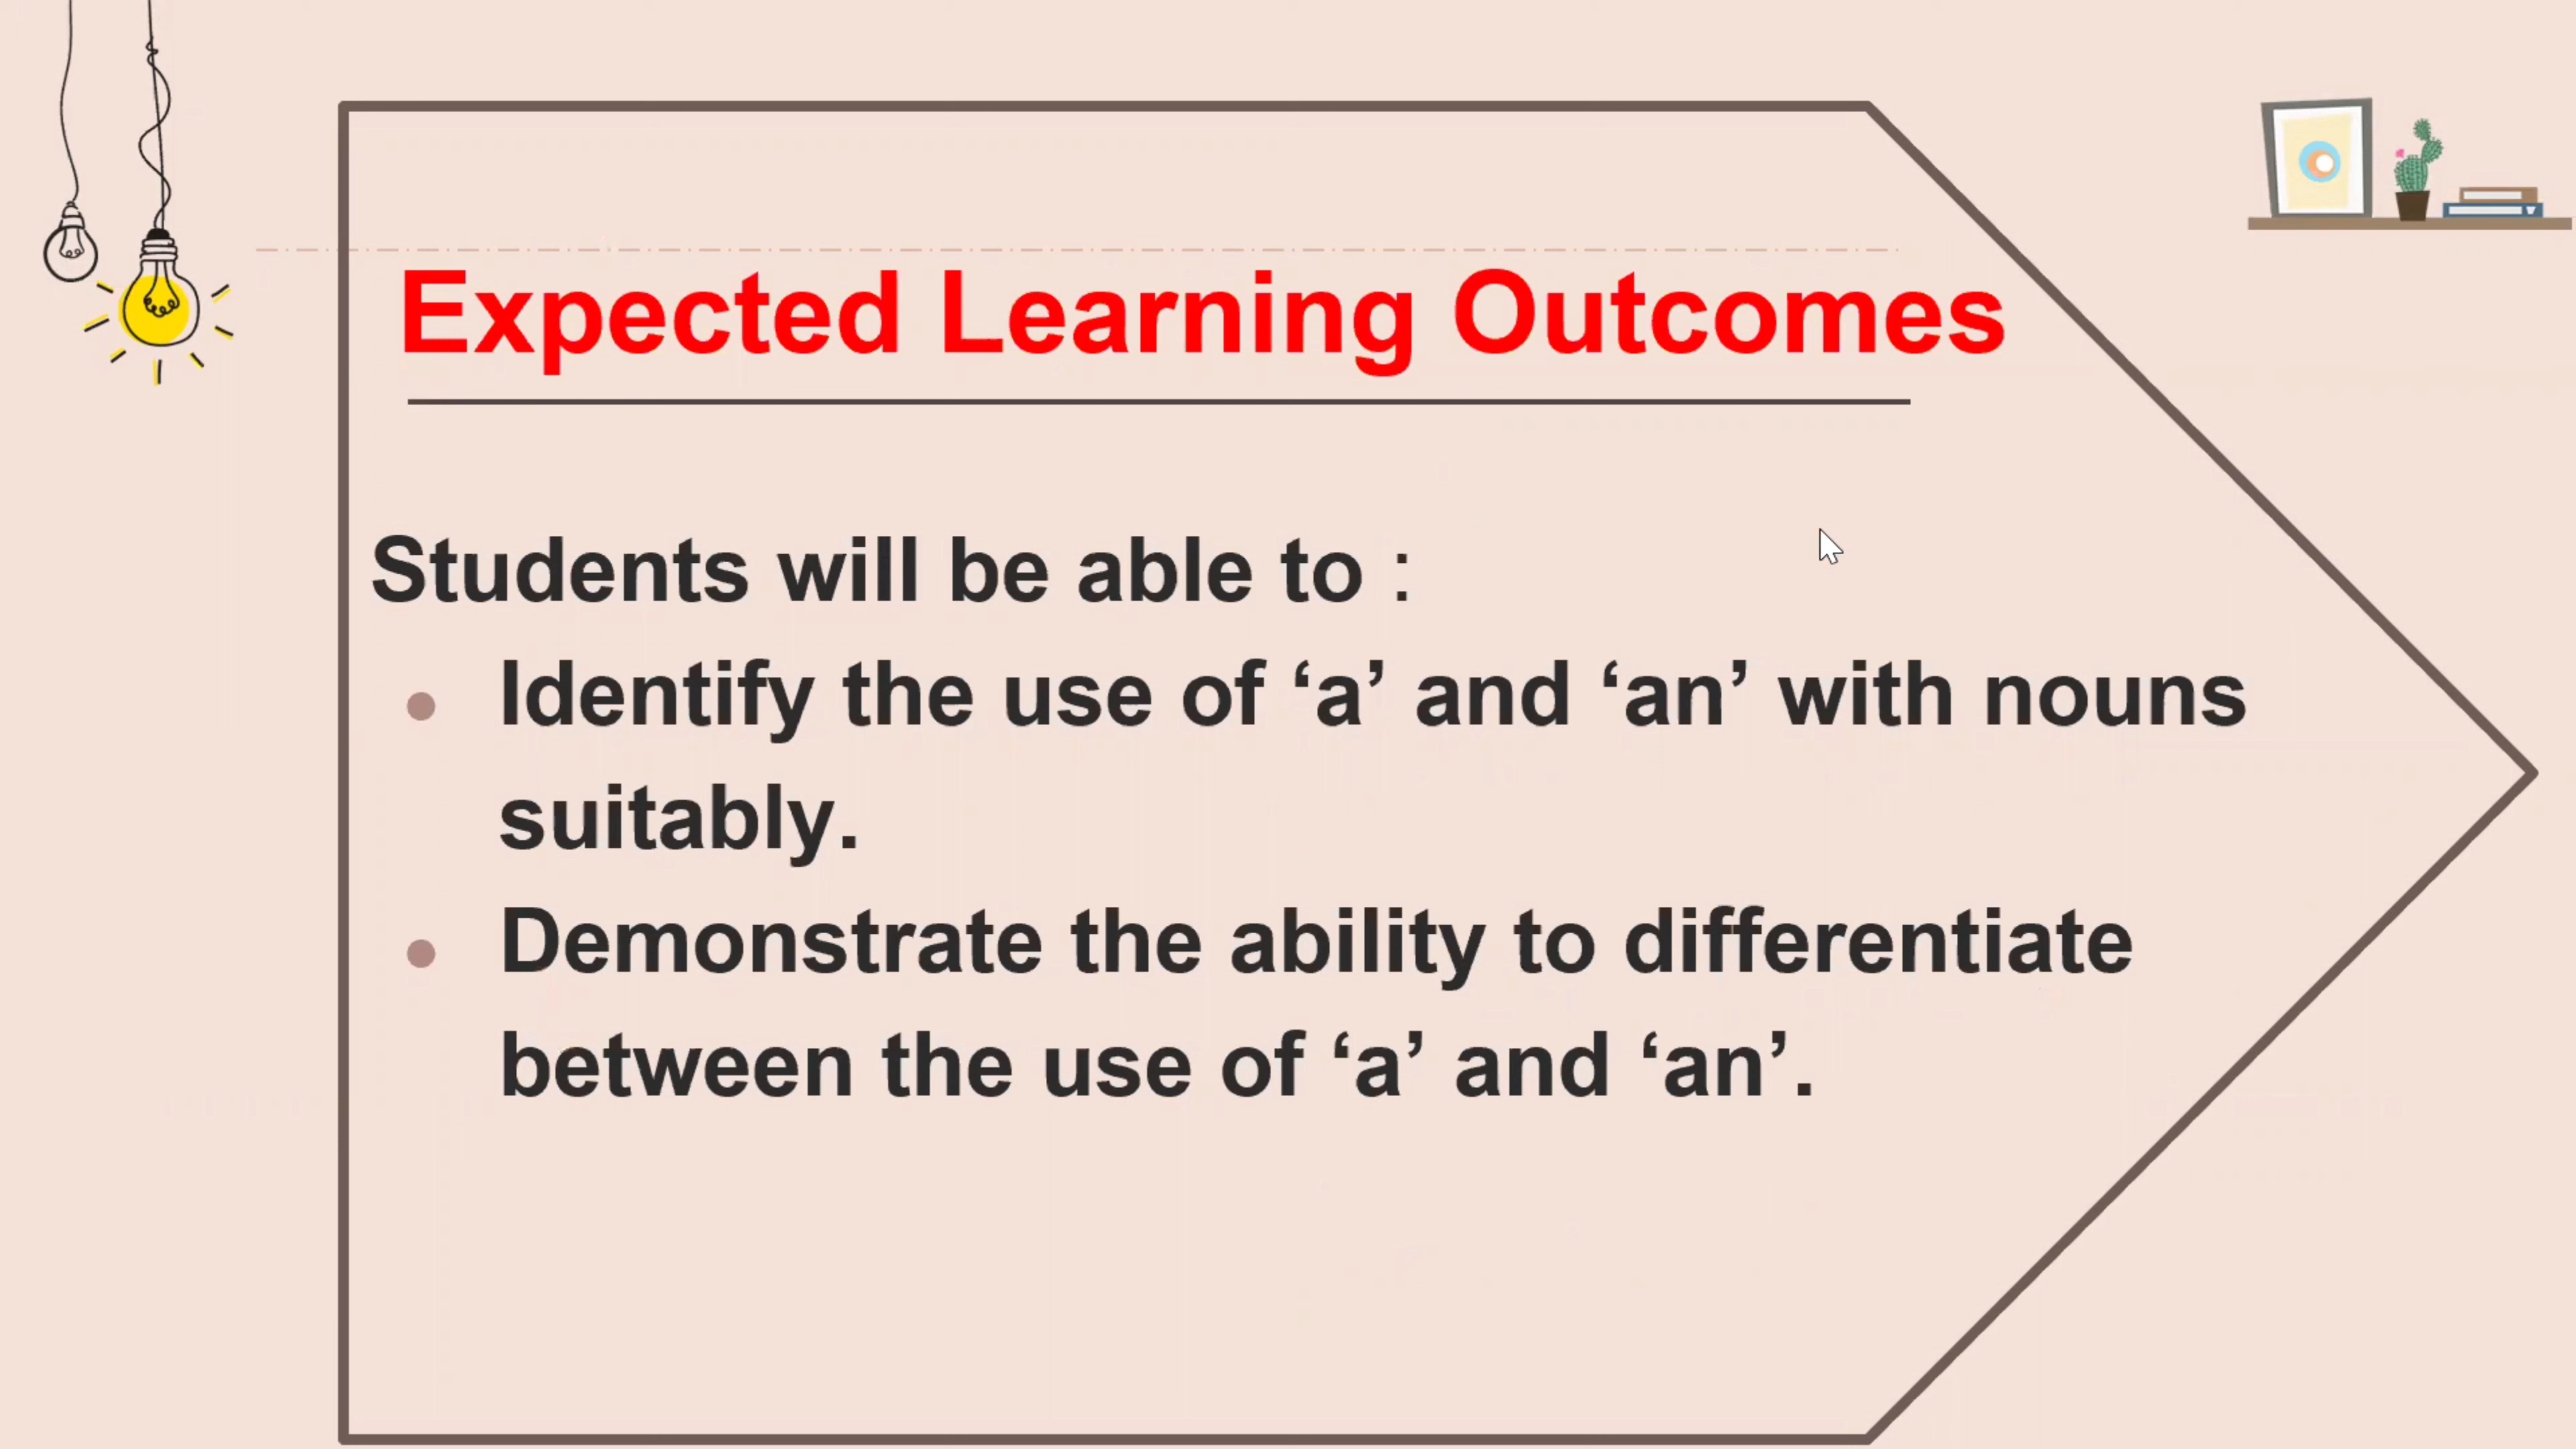 Expected Learning Outcomes
Students will be able to :
Identify the use of ‘a’ and ‘an’ with nouns
suitably.
Demonstrate the ability to differentiate
between the use of ‘a’ and ‘an’.